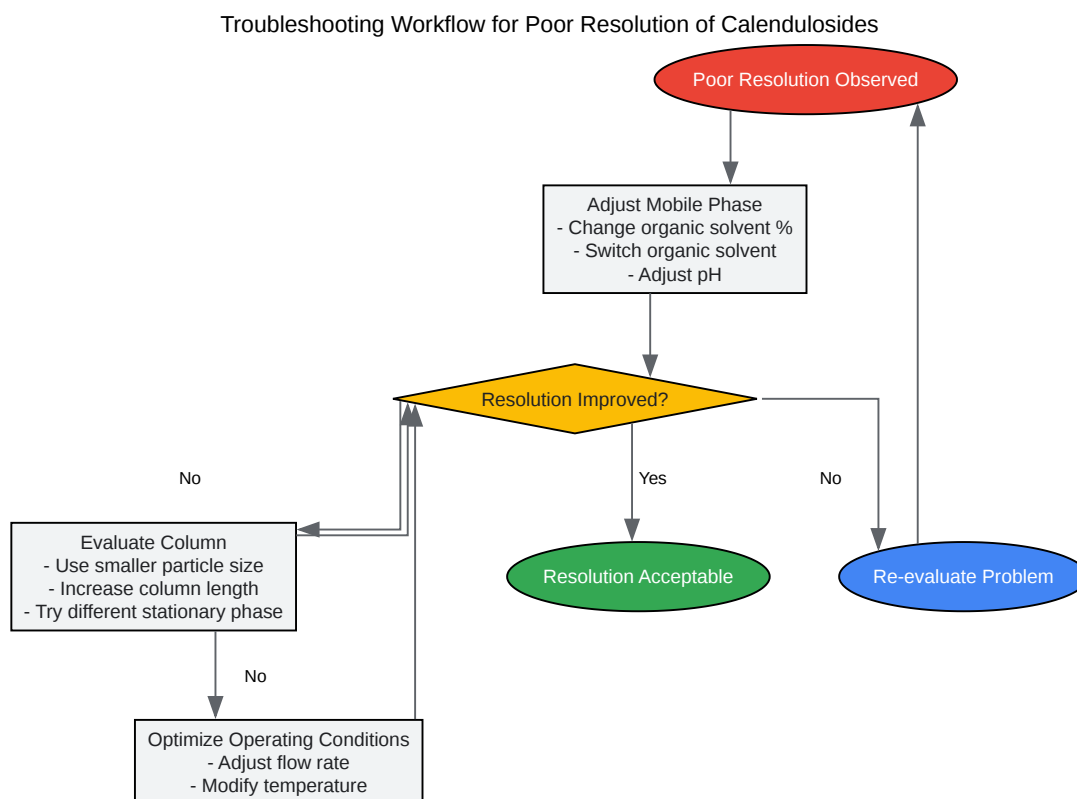 Troubleshooting Workflow for Poor Resolution of Calendulosides
Poor Resolution Observed
Adjust Mobile Phase
- Change organic solvent %
- Switch organic solvent
- Adjust pH
Resolution Improved?
No
Yes
No
Evaluate Column
- Use smaller particle size
- Increase column length
- Try different stationary phase
Resolution Acceptable
Re-evaluate Problem
No
Optimize Operating Conditions
- Adjust flow rate
- Modify temperature